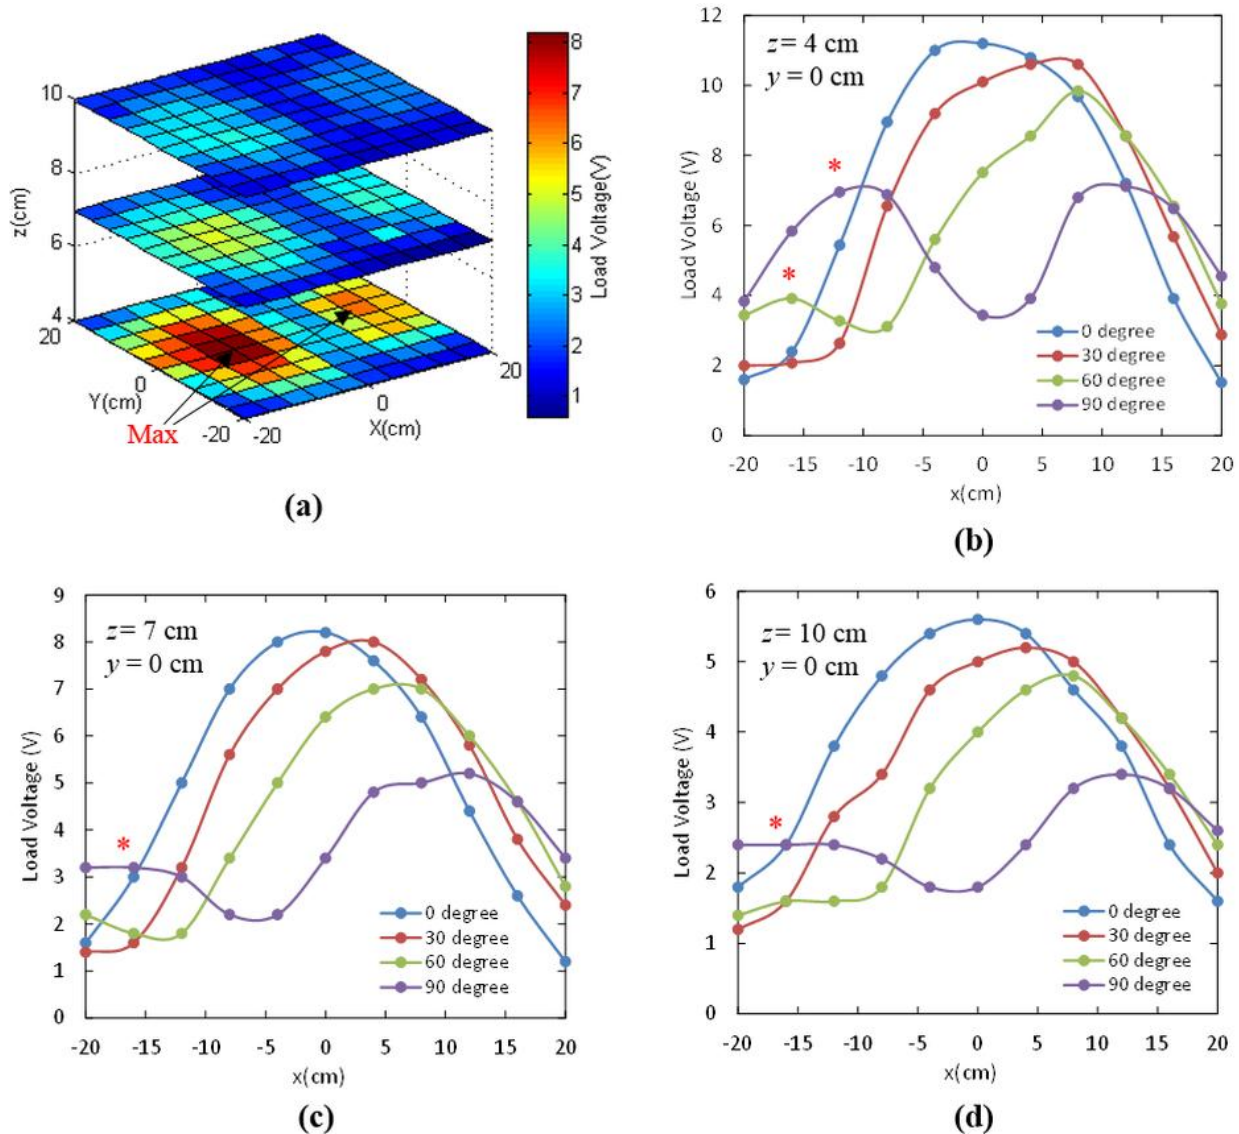 10
8
6
4
20
z(cm)
0
Y(cm)
-20
Max
-20
0
X(cm)
20
8
7
6
5
4
3
2
1
Load Voltage(V)
(a)
12
10
8
6
4
2
0
Load Voltage (V)
z= 4 cm
y = 0 cm
*
*
0 degree
30 degree
60 degree
90 degree
-20 -15 -10 -5 0 5 10 15 20
x(cm)
(b)
9
8
7
6
5
4
3
2
1
0
Load Voltage (V)
z= 7 cm
y = 0 cm
*
0 degree
30 degree
60 degree
90 degree
-20 -15 -10 -5 0 5 10 15 20
x(cm)
(c)
6
5
4
3
2
1
0
Load Voltage (V)
z= 10 cm
y = 0 cm
*
0 degree
30 degree
60 degree
90 degree
-20 -15 -10 -5 0 5 10 15 20
x(cm)
(d)